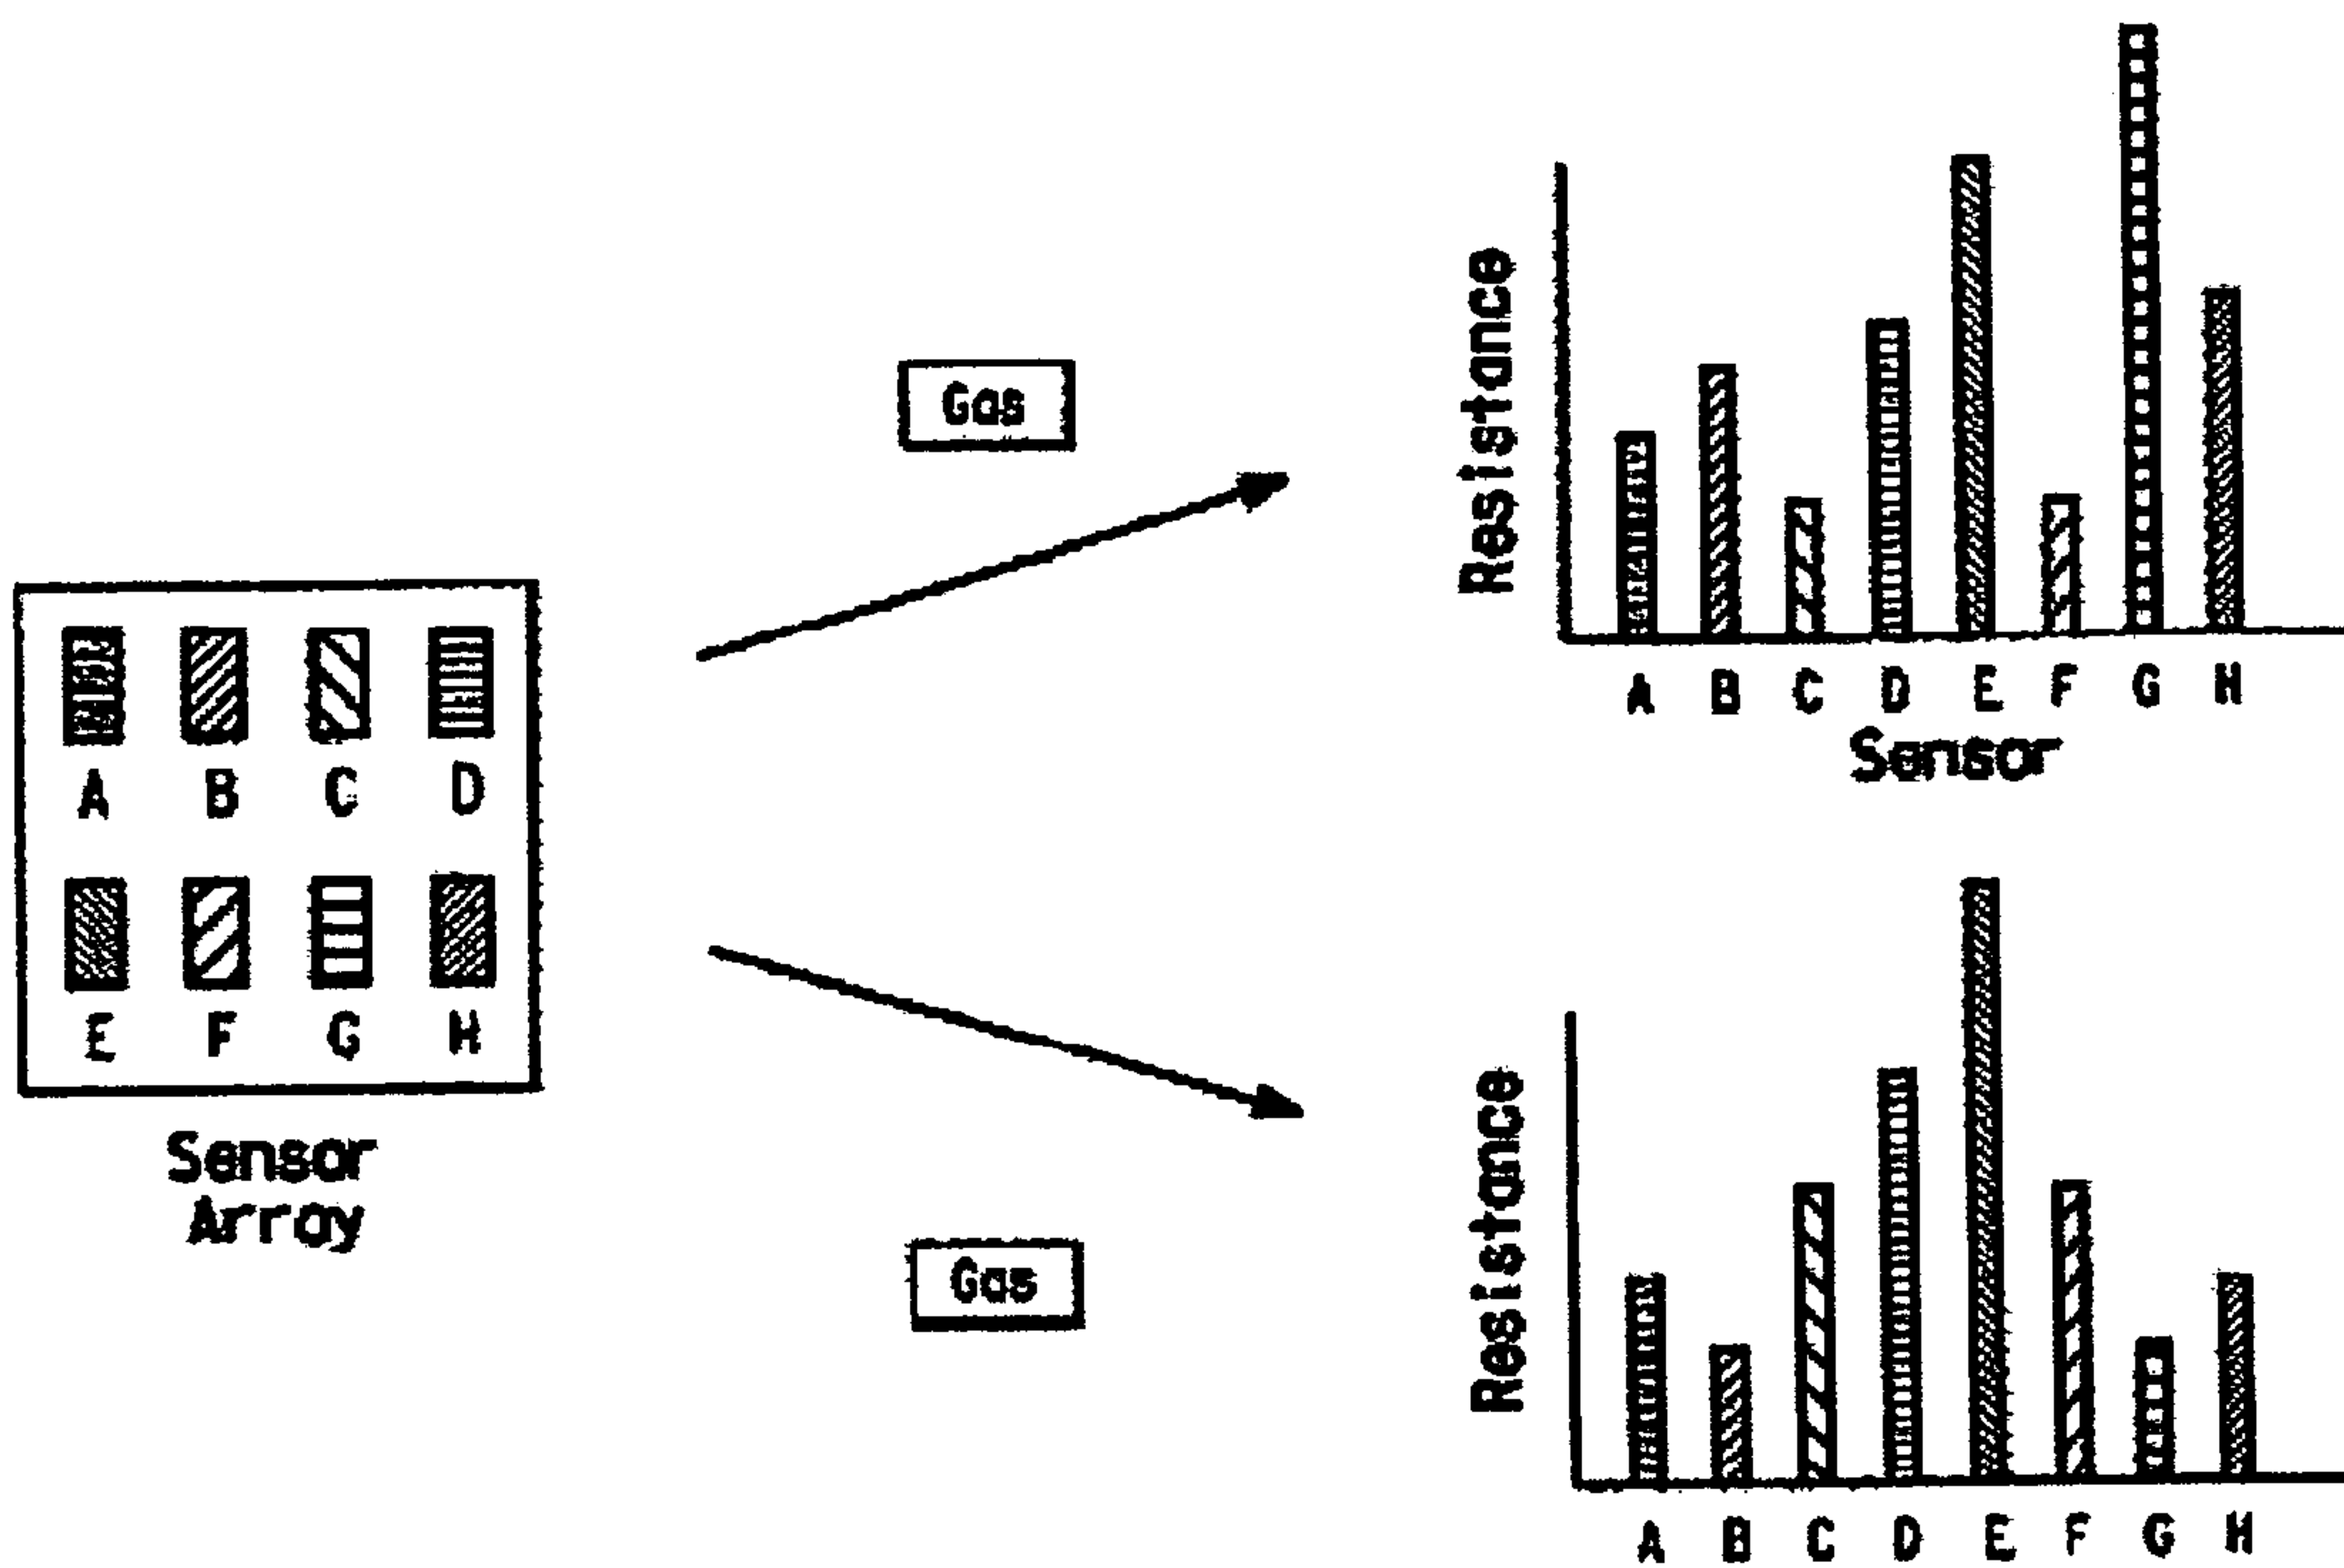 Gas
Resistance
A B C D E F G H
Sensor
A B C D
E F G H
Sensor
Array
Gas
Resistance
A B C D E F G H